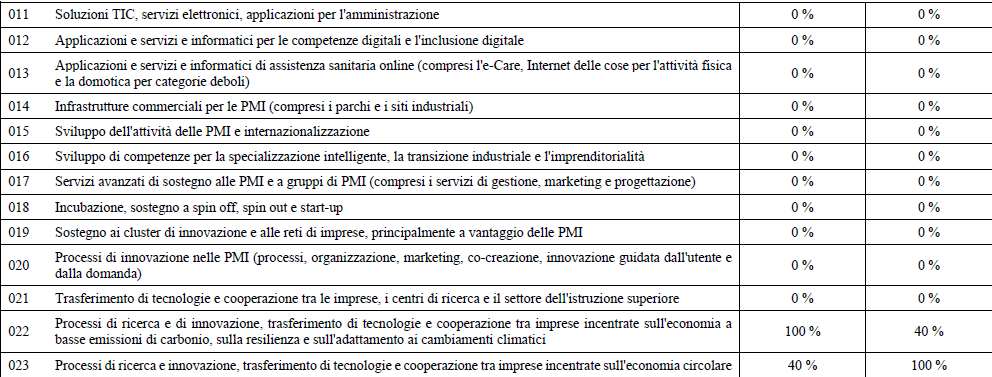 011 Soluzioni TIC, servizi elettronici, applicazioni per l'amministrazione 0 % 0 %
012 Applicazioni e servizi e informatici per le competenze digitali e l'inclusione digitale 0 % 0 %
013 Applicazioni e servizi e informatici di assistenza sanitaria online (compresi l'e-Care, Internet delle cose per l'attività fisica
e la domotica per categorie deboli) 0 % 0 %
014 Infrastrutture commerciali per le PMI (compresi i parchi e i siti industriali) 0 % 0 %
015 Sviluppo dell'attività delle PMI e internazionalizzazione 0 % 0 %
016 Sviluppo di competenze per la specializzazione intelligente, la transizione industriale e l'imprenditorialità 0 % 0 %
017 Servizi avanzati di sostegno alle PMI e a gruppi di PMI (compresi i servizi di gestione, marketing e progettazione) 0 % 0 %
018 Incubazione, sostegno a spin off, spin out e start-up 0 % 0 %
019 Sostegno ai cluster di innovazione e alle reti di imprese, principalmente a vantaggio delle PMI 0 % 0 %
020 Processi di innovazione nelle PMI (processi, organizzazione, marketing, co-creazione, innovazione guidata dall'utente e
dalla domanda) 0 % 0 %
021 Trasferimento di tecnologie e cooperazione tra le imprese, i centri di ricerca e il settore dell'istruzione superiore 0 % 0 %
022 Processi di ricerca e di innovazione, trasferimento di tecnologie e cooperazione tra imprese incentrate sull'economia a
basse emissioni di carbonio, sulla resilienza e sull'adattamento ai cambiamenti climatici 100 % 40 %
023 Processi di ricerca e innovazione, trasferimento di tecnologie e cooperazione tra imprese incentrate sull'economia circolare 40 % 100 %